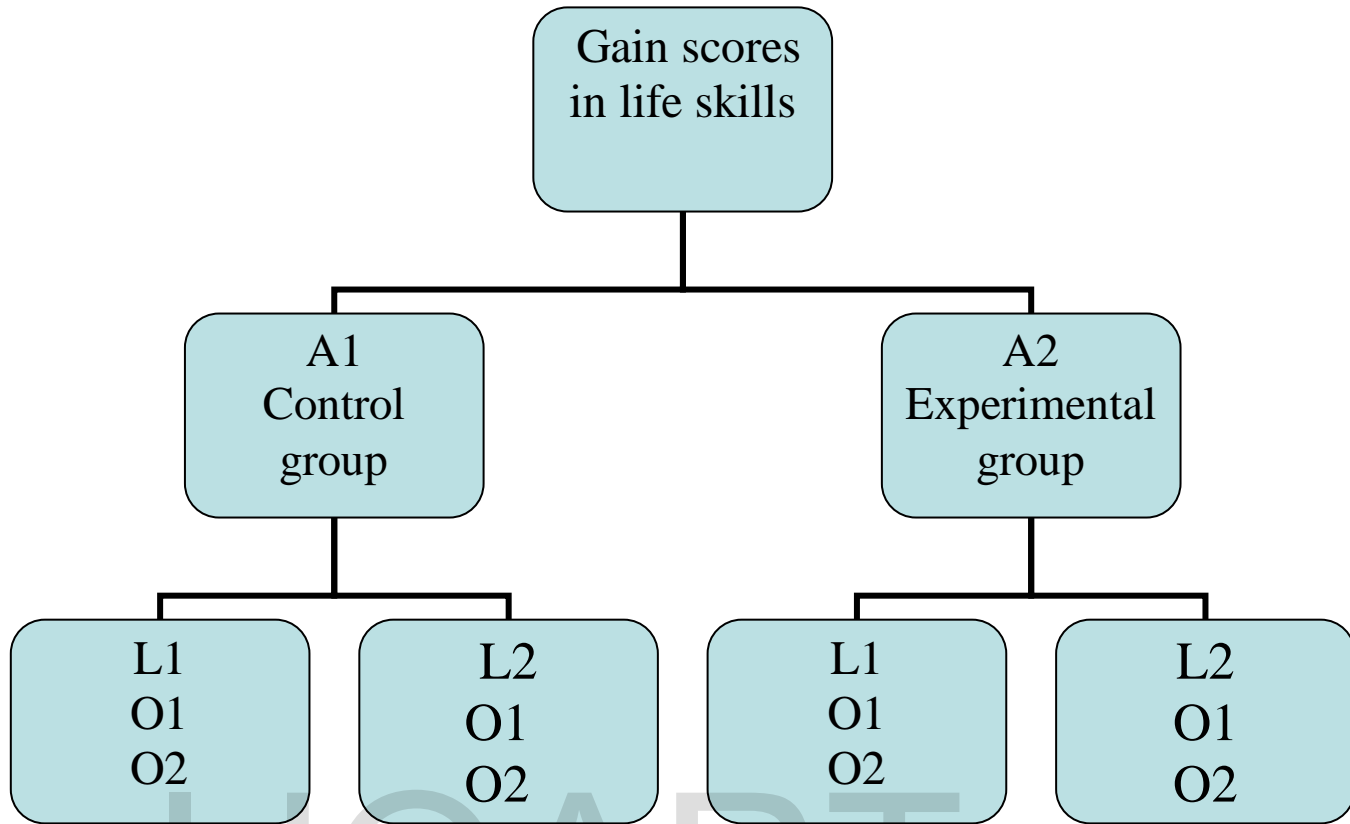 Gain scores
in life skills
A1
Control
group
A2
Experimental
group
L1
O1
O2
L2
O1
O2
L1
O1
O2
L2
O1
O2